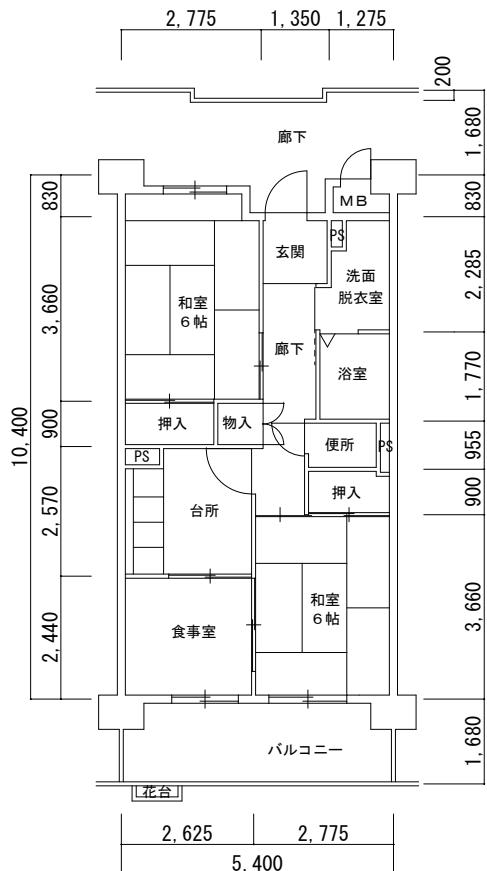 2,775
1,350
1,275
200
1,680
廊下
830
830
MB
玄関
PS
洗面
脱衣室
2,285
3,660
和室
6帖
廊下
浴室
1,770
10,400
900
押入
物入
便所
PS
955
PS
押入
900
2,570
台所
和室
6帖
3,660
2,440
食事室
バルコニー
1,680
花台
2,625
2,775
5,400